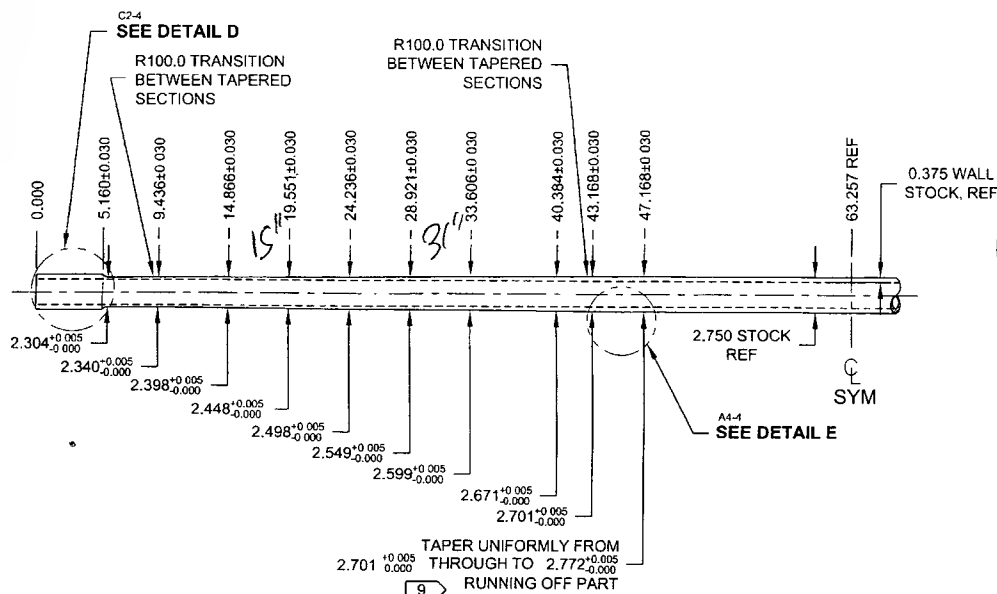 C2-4
SEE DETAIL D
R100.0 TRANSITION
BETWEEN TAPERED
SECTIONS
R100.0 TRANSITION
BETWEEN TAPERED
SECTIONS
0.000
5.160±0.030
9.436±0 030
14.866±0.030
19.551±0.030
24.236±0.030
28.921±0.030
33.606±0 030
40.384±0.030
43.168±0.030
47.168±0 030
63.257 REF
0.375 WALL
STOCK, REF
15"
31"
2.304 +0.005 -0.000
2.340 +0.005 -0.000
2.398 +0.005 -0.000
2.448 +0.005 -0.000
2.498 +0.005 -0.000
2.549 +0.005 -0.000
2.599 +0 005 -0.000
2.671 +0 005 -0.000
2.701 +0.005 -0.000
2.750 STOCK
REF
℄
SYM
A4-4
SEE DETAIL E
TAPER UNIFORMLY FROM
2.701 +0 005 0.000 THROUGH TO 2.772 +0.005 -0.000
9 RUNNING OFF PART